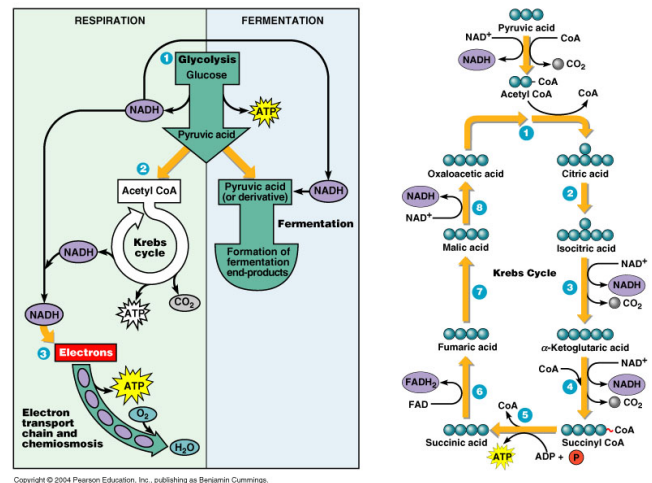 RESPIRATION
FERMENTATION
1 Glycolysis
Glucose
NADH
ATP
Pyruvic acid
2
Acetyl CoA
Pyruvic acid
(or derivative)
NADH
Fermentation
Krebs
cycle
NADH
Formation of
fermentation
end-products
ATP
CO2
NADH
3 Electrons
ATP
Electron
transport
chain and
chemiosmosis
O2
H2O
Copyright © 2004 Pearson Education, Inc., publishing as Benjamin Cummings.
Pyruvic acid
NAD+
CoA
NADH
CO2
CoA
Acetyl CoA
CoA
1
Oxaloacetic acid
Citric acid
NADH
8
2
NAD+
Malic acid
Isocitric acid
Krebs Cycle
NAD+
7
3
NADH
CO2
Fumaric acid
α-Ketoglutaric acid
CoA
NAD+
FADH2
6
4
NADH
FAD
CO2
CoA
5
CoA
Succinic acid
Succinyl CoA
ATP
ADP + P